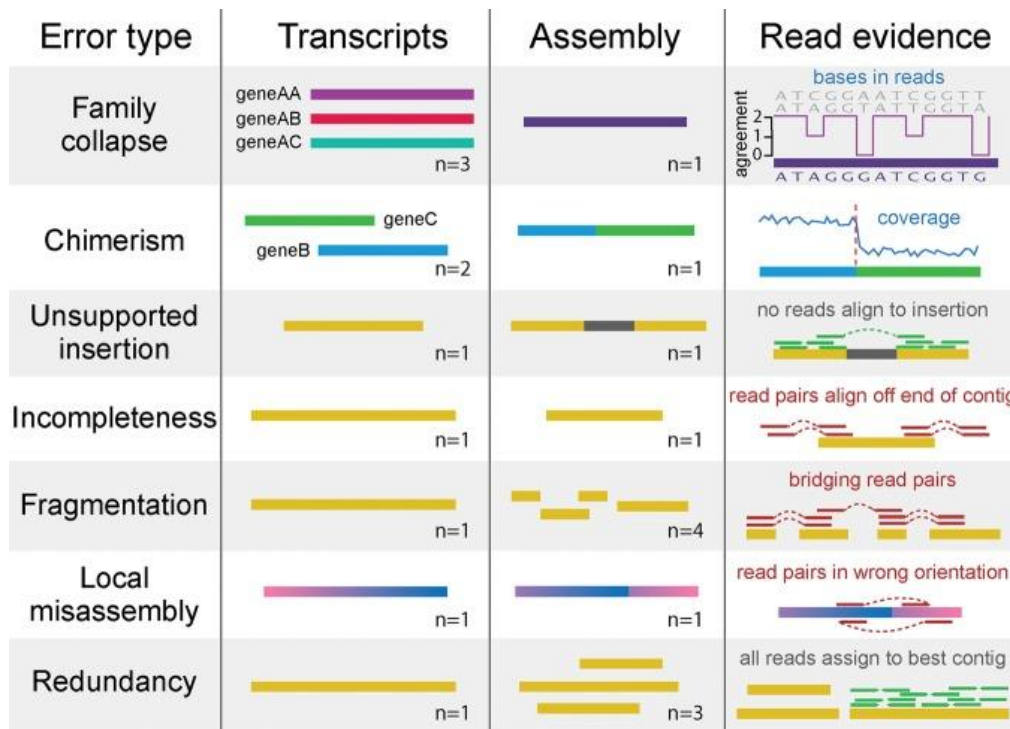 Error type Transcripts Assembly Read evidence
Family
collapse
geneAA
geneAB
geneAC
n=3
n=1
bases in reads
ATCGGAATCGGTT
ATAGGTATTGGTA
agreement
2
1
0
ATAGGGATCGGTG
Chimerism
geneC
geneB
n=2
n=1
coverage
Unsupported
insertion
n=1
n=1
no reads align to insertion
Incompleteness
n=1
n=1
read pairs align off end of contig
Fragmentation
n=1
n=4
bridging read pairs
Local
misassembly
n=1
n=1
read pairs in wrong orientation
Redundancy
n=1
n=3
all reads assign to best contig